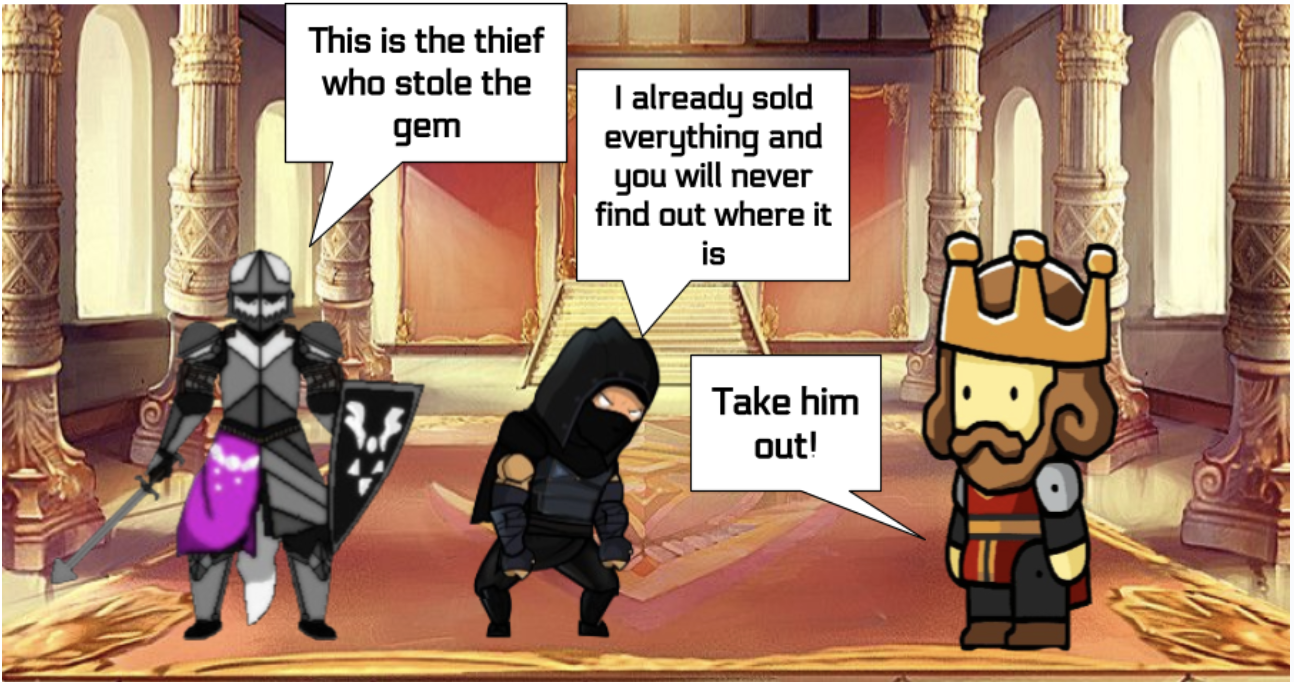 This is the thief
who stole the
gem
I already sold
everything and
you will never
find out where it
is
Take him
out!